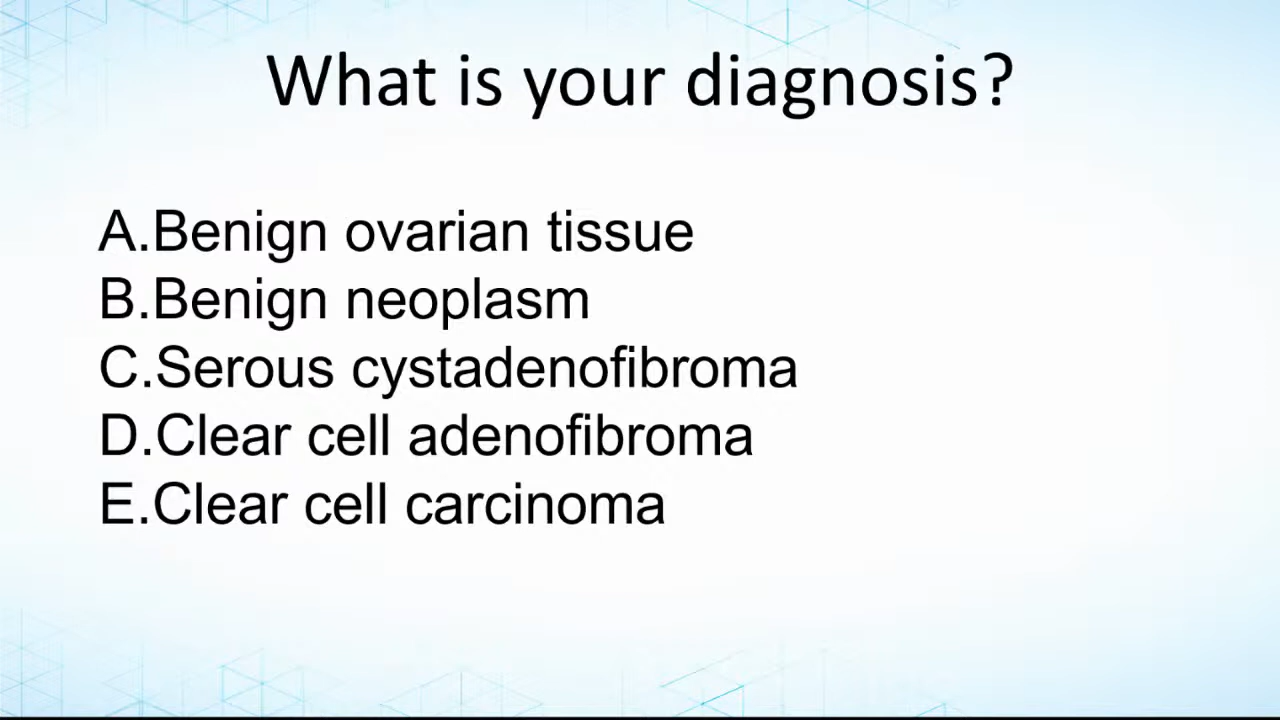 What is your diagnosis?
A.Benign ovarian tissue
B.Benign neoplasm
C.Serous cystadenofibroma
D.Clear cell adenofibroma
E.Clear cell carcinoma